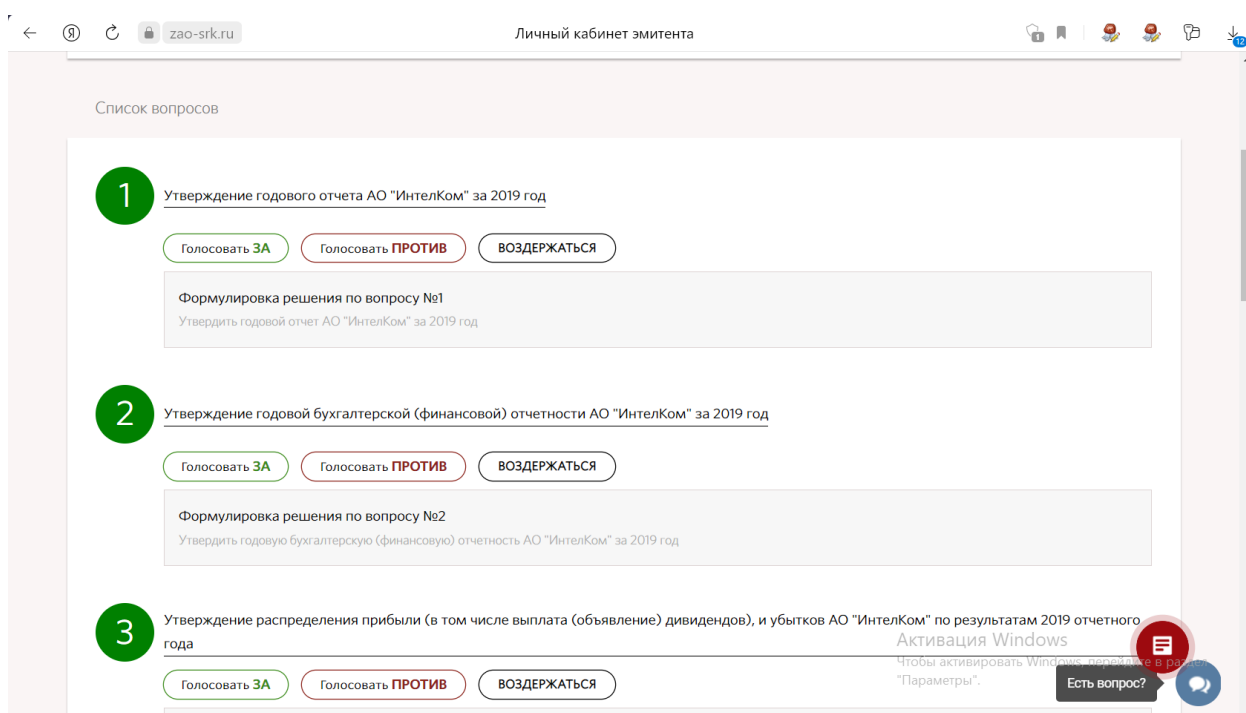 zao-srk.ru
Личный кабинет эмитента
1
12
Список вопросов
1
Утверждение годового отчета АО "ИнтелКом" за 2019 год
Голосовать ЗА
Голосовать ПРОТИВ
ВОЗДЕРЖАТЬСЯ
Формулировка решения по вопросу №1
Утвердить годовой отчет АО "ИнтелКом" за 2019 год
2
Утверждение годовой бухгалтерской (финансовой) отчетности АО "ИнтелКом" за 2019 год
Голосовать ЗА
Голосовать ПРОТИВ
ВОЗДЕРЖАТЬСЯ
Формулировка решения по вопросу №2
Утвердить годовую бухгалтерскую (финансовую) отчетность АО "ИнтелКом" за 2019 год
3
Утверждение распределения прибыли (в том числе выплата (объявление) дивидендов), и убытков АО "ИнтелКом" по результатам 2019 отчетного
года
Голосовать ЗА
Голосовать ПРОТИВ
ВОЗДЕРЖАТЬСЯ
Активация Windows
Чтобы активировать Windows, перейдите в раздел
"Параметры".
Есть вопрос?